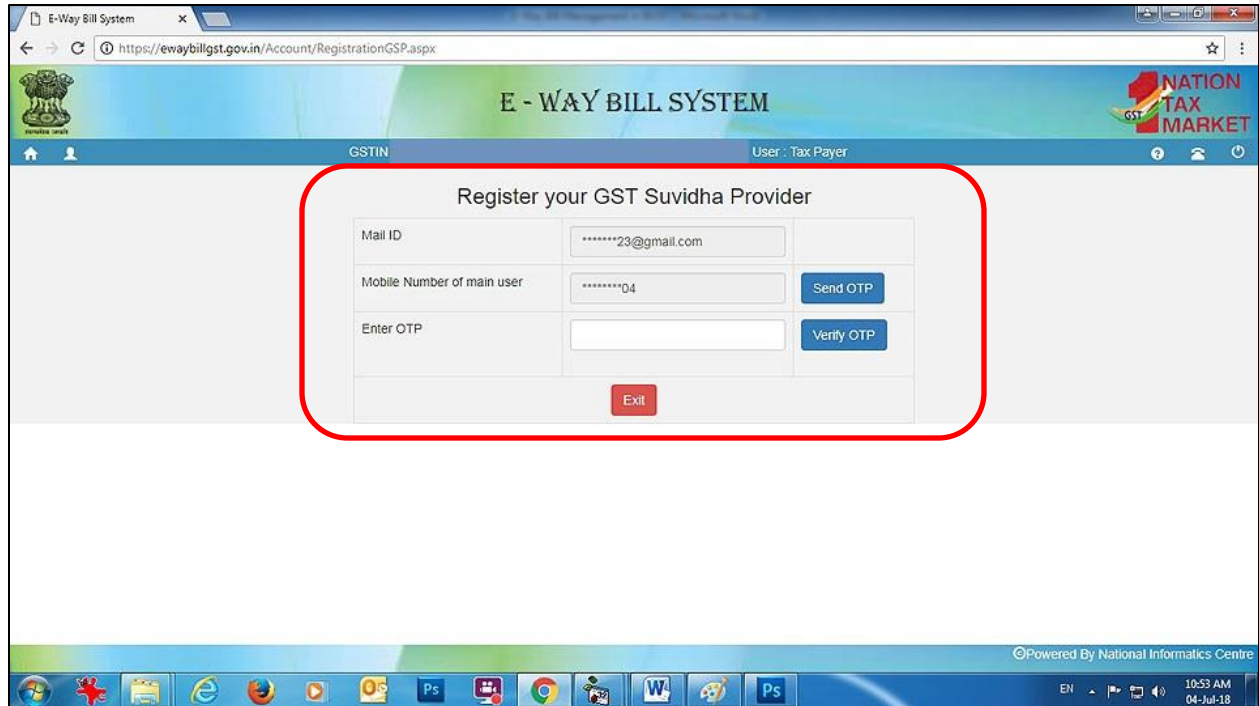 E-Way Bill System
https://ewaybillgst.gov.in/Account/RegistrationGSP.aspx
E - WAY BILL SYSTEM
NATION
TAX
MARKET
GST
GSTIN
User : Tax Payer
Register your GST Suvidha Provider
Mail ID
*******23@gmail.com
Mobile Number of main user
********04
Send OTP
Enter OTP
Verify OTP
Exit
©Powered By National Informatics Centre
Ps
W
Ps
EN
10:53 AM
04-Jul-18